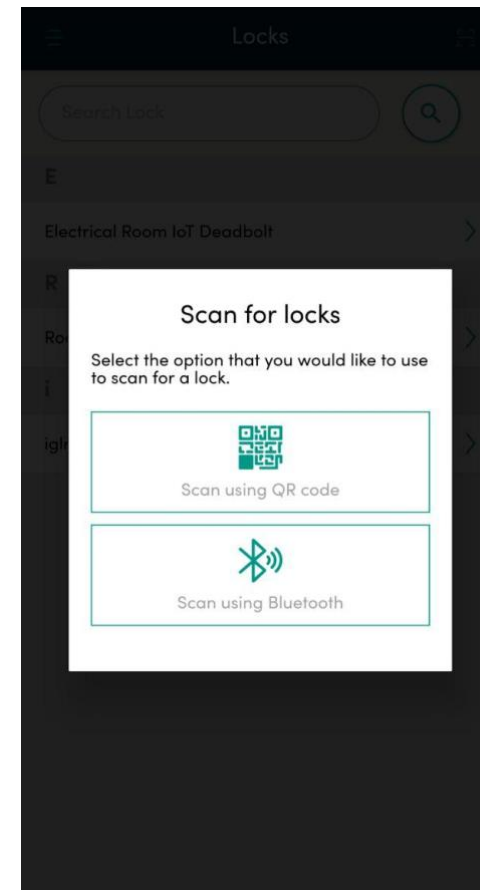 Locks
Search Lock
E
Electrical Room IoT Deadbolt
R
Scan for locks
Select the option that you would like to use
to scan for a lock.
i
Scan using QR code
Scan using Bluetooth